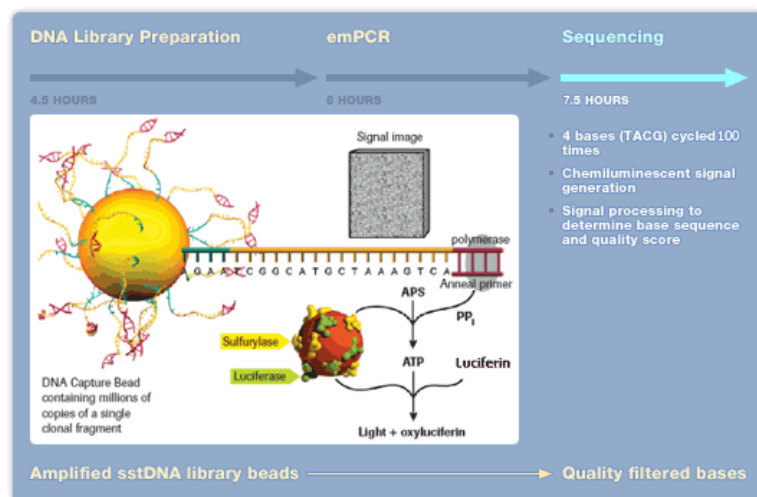 DNA Library Preparation
emPCR
Sequencing
4.5 HOURS
8 HOURS
7.5 HOURS
4 bases (TACG) cycled 100
times
Chemiluminescent signal
generation
Signal processing to
determine base sequence
and quality score
Signal image
polymerase
A G A A T C G G C A T G C T A A A G T C A
Anneal primer
APS
PPi
Sulfurylase
Luciferase
ATP
Luciferin
Light + oxyluciferin
DNA Capture Bead
containing millions of
copies of a single
clonal fragment
Amplified sstDNA library beads
Quality filtered bases